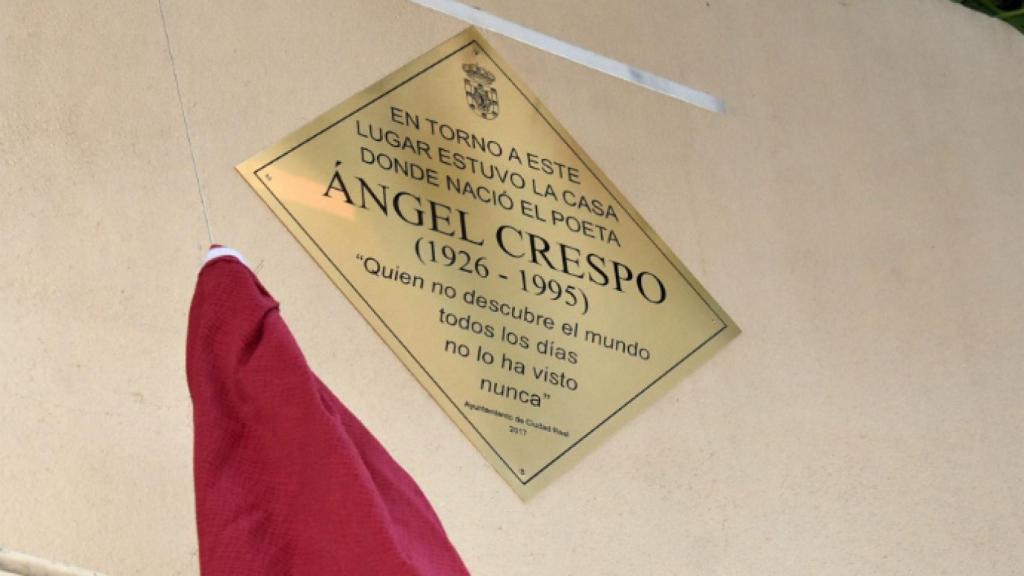 EN TORNO A ESTE
LUGAR ESTUVO LA CASA
DONDE NACIÓ EL POETA
ÁNGEL CRESPO
(1926 - 1995)
“Quien no descubre el mundo
todos los días
no lo ha visto
nunca”
Ayuntamiento de Ciudad Real
2017